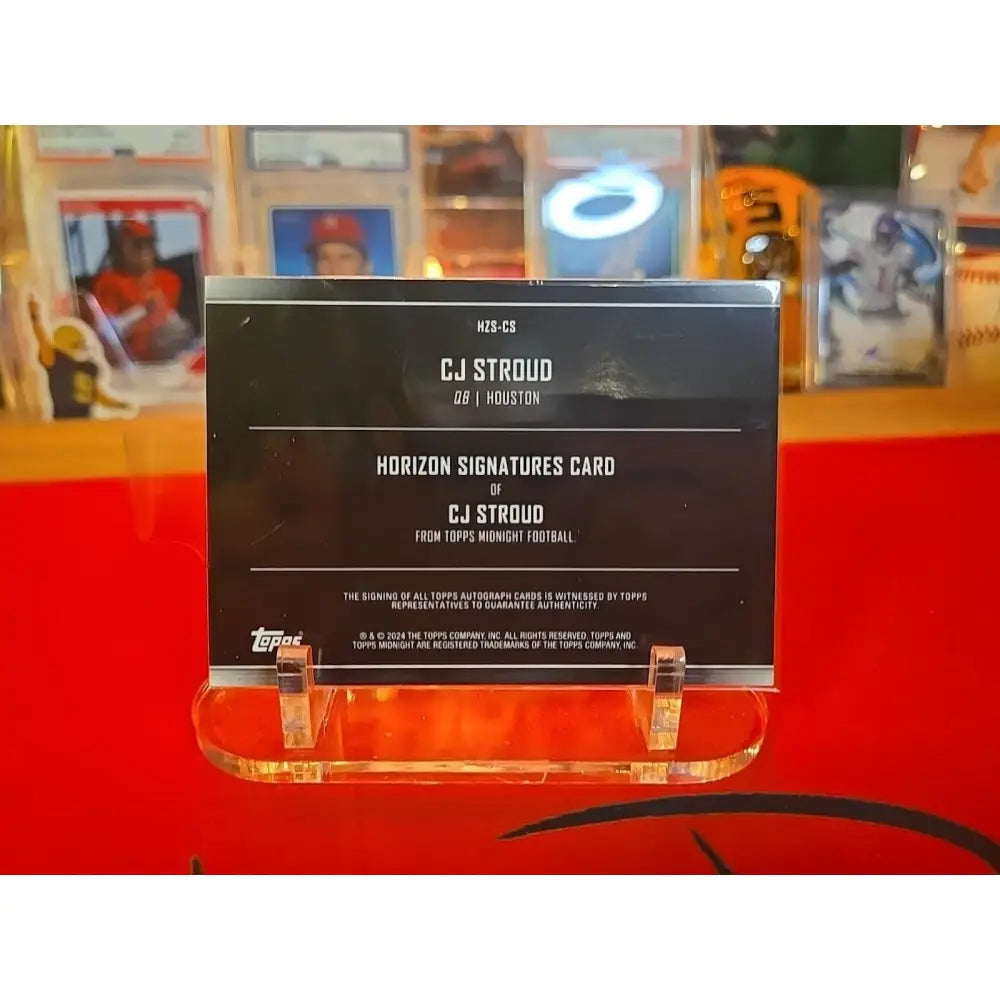 HZS-CS
CJ STROUD
QB | HOUSTON
HORIZON SIGNATURES CARD
OF
CJ STROUD
FROM TOPPS MIDNIGHT FOOTBALL.
THE SIGNING OF ALL TOPPS AUTOGRAPH CARDS IS WITNESSED BY TOPPS
REPRESENTATIVES TO GUARANTEE AUTHENTICITY.
topps
® & © 2024 THE TOPPS COMPANY, INC. ALL RIGHTS RESERVED. TOPPS AND
TOPPS MIDNIGHT ARE REGISTERED TRADEMARKS OF THE TOPPS COMPANY, INC.